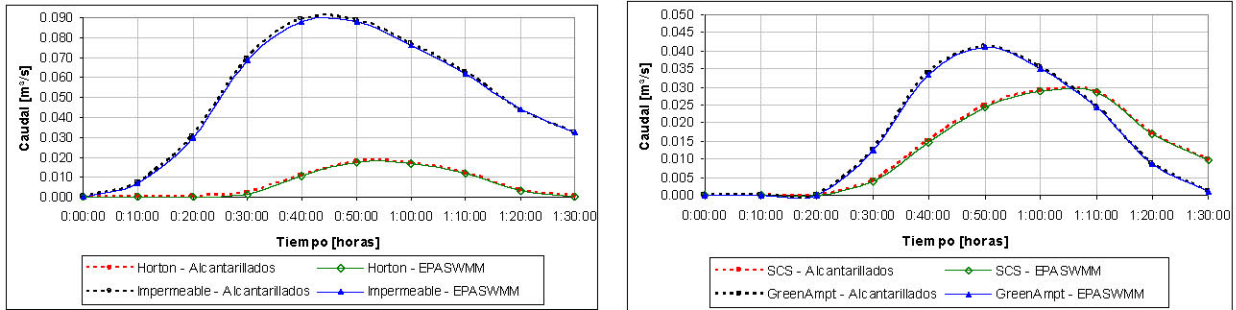 0.090
0.080
0.070
0.060
0.050
0.040
0.030
0.020
0.010
0.000
Caudal [m³/s]
0:00:00 0:10:00 0:20:00 0:30:00 0:40:00 0:50:00 1:00:00 1:10:00 1:20:00 1:30:00
Tiempo [horas]
Horton - Alcantarillados Horton - EPASWMM
Impermeable - Alcantarillados Impermeable - EPASWMM
0.050
0.045
0.040
0.035
0.030
0.025
0.020
0.015
0.010
0.005
0.000
Caudal [m³/s]
0:00:00 0:10:00 0:20:00 0:30:00 0:40:00 0:50:00 1:00:00 1:10:00 1:20:00 1:30:00
Tiempo [horas]
SCS - Alcantarillados SCS - EPASWMM
GreenAmpt - Alcantarillados GreenAmpt - EPASWMM